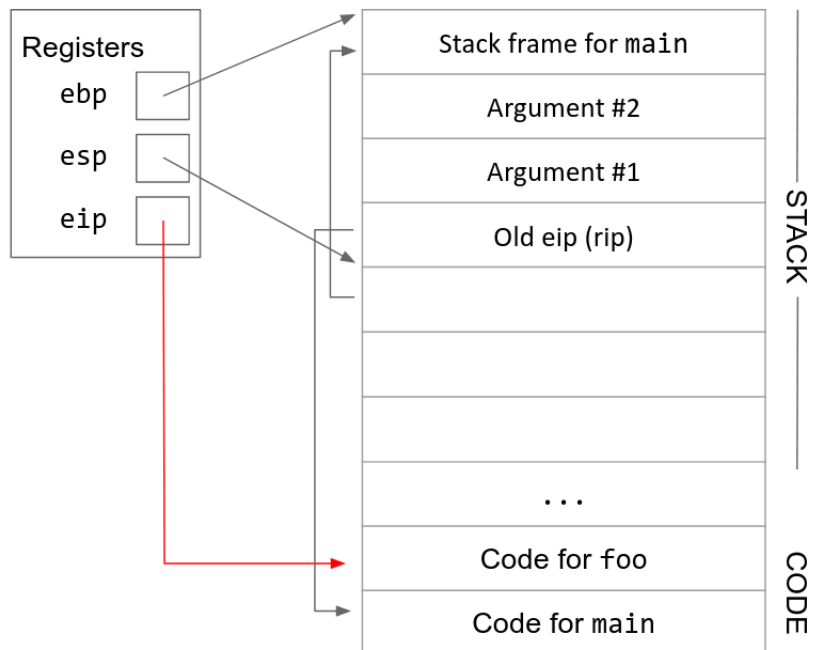 Registers
ebp
esp
eip
Stack frame for main
Argument #2
Argument #1
Old eip (rip)
...
Code for foo
Code for main
STACK
CODE